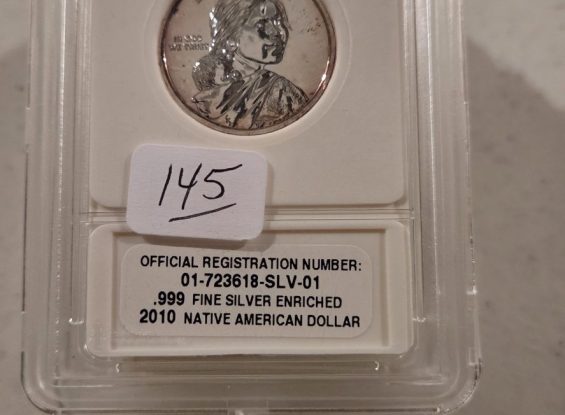 IN GOD
WE TRUST
145
OFFICIAL REGISTRATION NUMBER:
01-723618-SLV-01
.999 FINE SILVER ENRICHED
2010 NATIVE AMERICAN DOLLAR